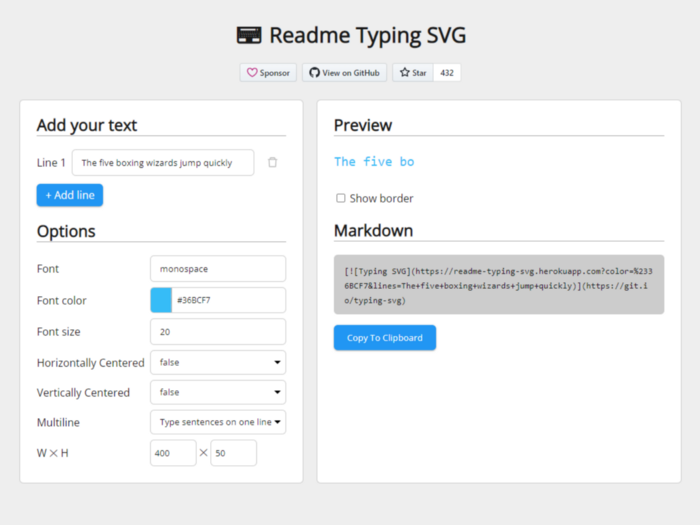 Readme Typing SVG
Sponsor
View on GitHub
Star 432
Add your text
Line 1 The five boxing wizards jump quickly
+ Add line
Options
Font monospace
Font color #36BCF7
Font size 20
Horizontally Centered false
Vertically Centered false
Multiline Type sentences on one line
W × H 400 × 50
Preview
The five bo
Show border
Markdown
[![Typing SVG](https://readme-typing-svg.herokuapp.com?color=%233
6BCF7&lines=The+five+boxing+wizards+jump+quickly)](https://git.i
o/typing-svg)
Copy To Clipboard